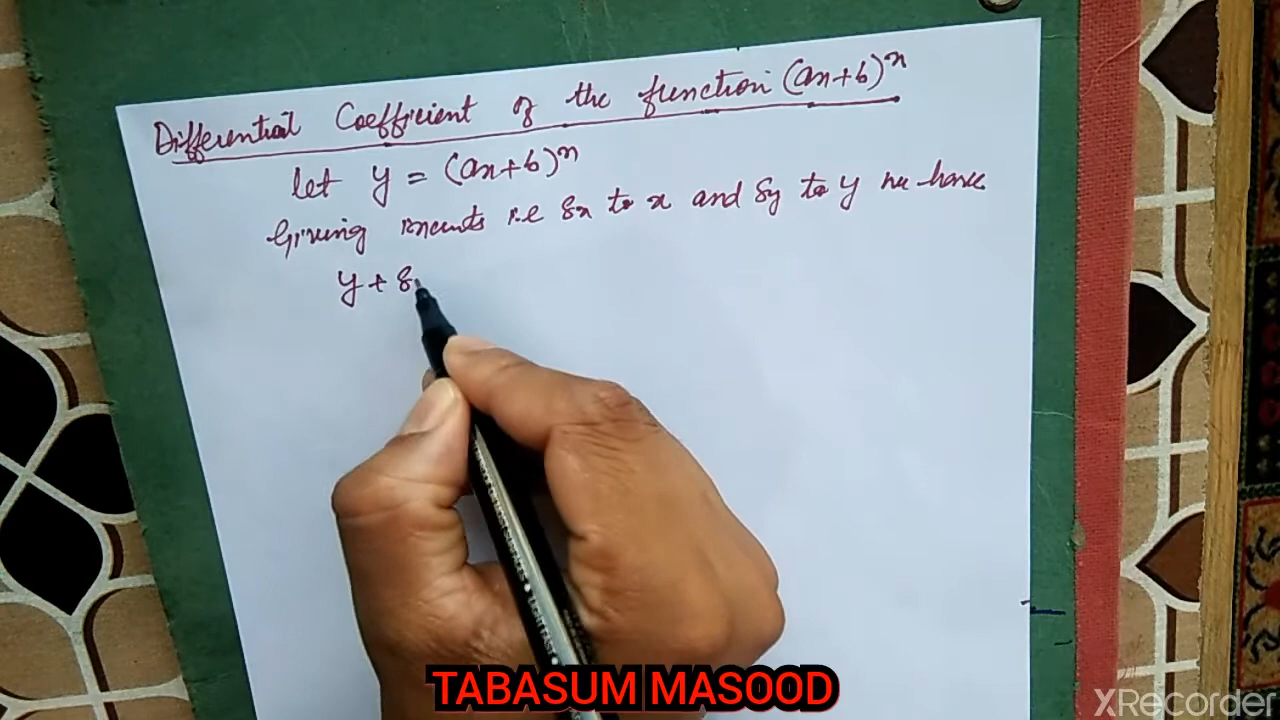 Differential Coefficient of the function (ax+b)^n
let y = (ax+b)^n
Giving i.e δx to x and δy to y we have
y + δ
TABASUM MASOOD
XRecorder